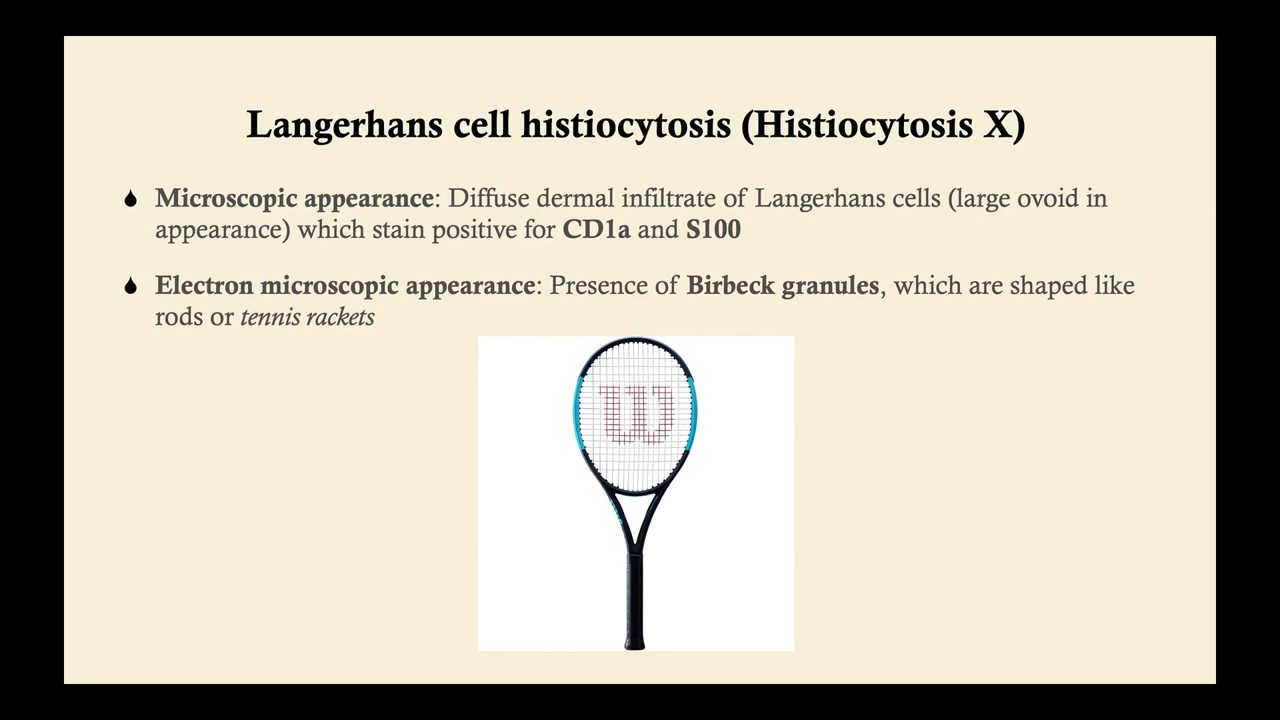 Langerhans cell histiocytosis (Histiocytosis X)
Microscopic appearance: Diffuse dermal infiltrate of Langerhans cells (large ovoid in
appearance) which stain positive for CD1a and S100
Electron microscopic appearance: Presence of Birbeck granules, which are shaped like
rods or tennis rackets
W